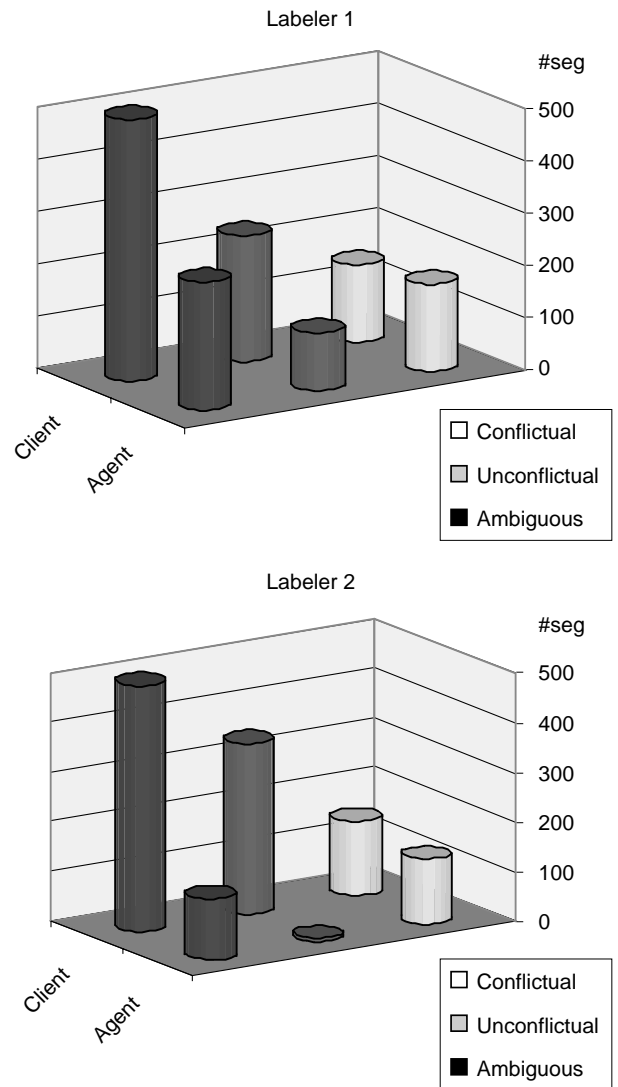 Labeler 1
#seg
500
400
300
200
100
0
Client
Agent
Conflictual
Unconflictual
Ambiguous
Labeler 2
#seg
500
400
300
200
100
0
Client
Agent
Conflictual
Unconflictual
Ambiguous